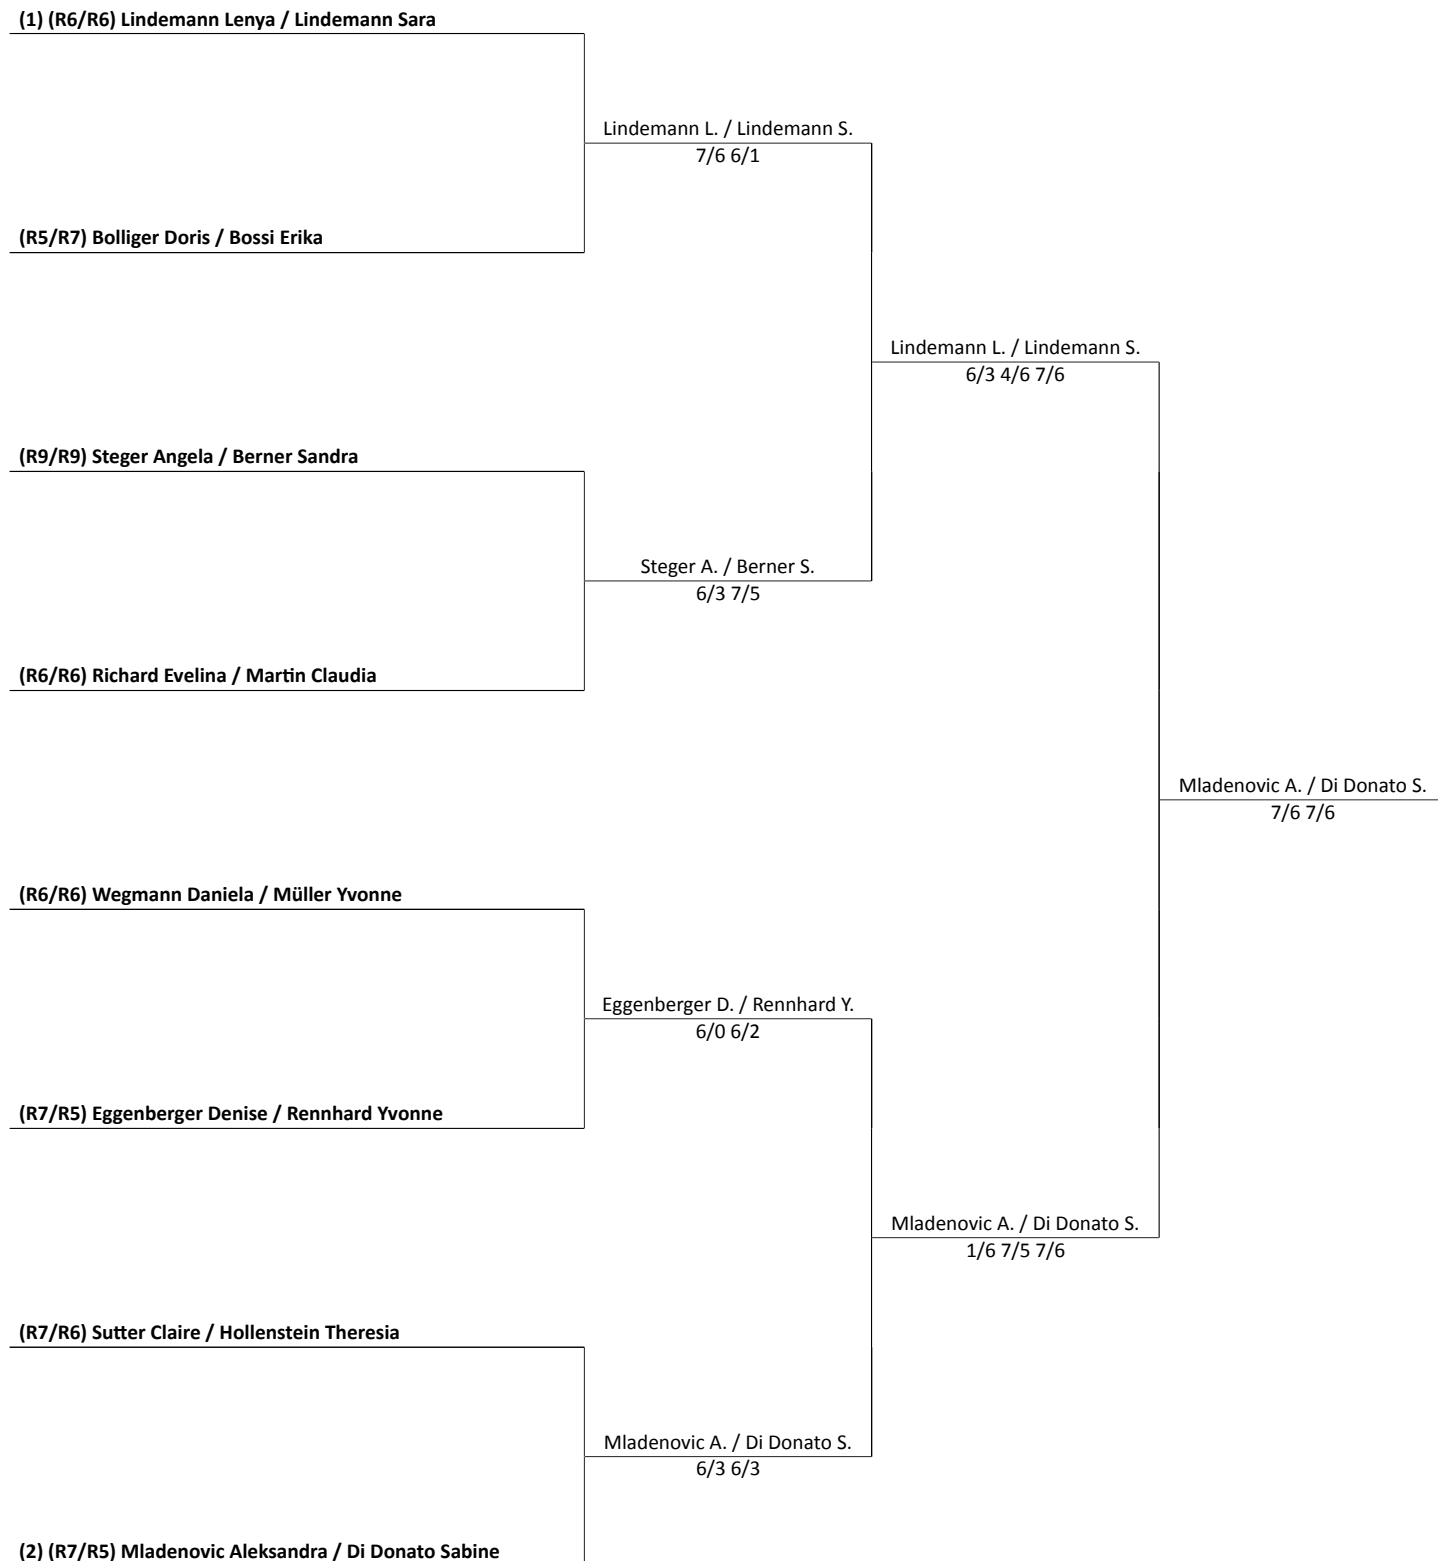 (1) (R6/R6) Lindemann Lenya / Lindemann Sara
Lindemann L. / Lindemann S.
7/6 6/1
(R5/R7) Bolliger Doris / Bossi Erika
Lindemann L. / Lindemann S.
6/3 4/6 7/6
(R9/R9) Steger Angela / Berner Sandra
Steger A. / Berner S.
6/3 7/5
(R6/R6) Richard Evelina / Martin Claudia
Mladenovic A. / Di Donato S.
7/6 7/6
(R6/R6) Wegmann Daniela / Müller Yvonne
Eggenberger D. / Rennhard Y.
6/0 6/2
(R7/R5) Eggenberger Denise / Rennhard Yvonne
Mladenovic A. / Di Donato S.
1/6 7/5 7/6
(R7/R6) Sutter Claire / Hollenstein Theresia
Mladenovic A. / Di Donato S.
6/3 6/3
(2) (R7/R5) Mladenovic Aleksandra / Di Donato Sabine